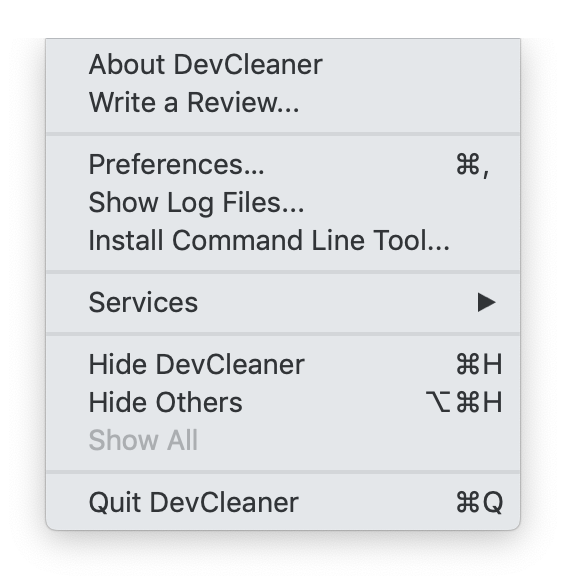 About DevCleaner
Write a Review...
Preferences... ⌘,
Show Log Files...
Install Command Line Tool...
Services ▶
Hide DevCleaner ⌘H
Hide Others ⌥⌘H
Show All
Quit DevCleaner ⌘Q